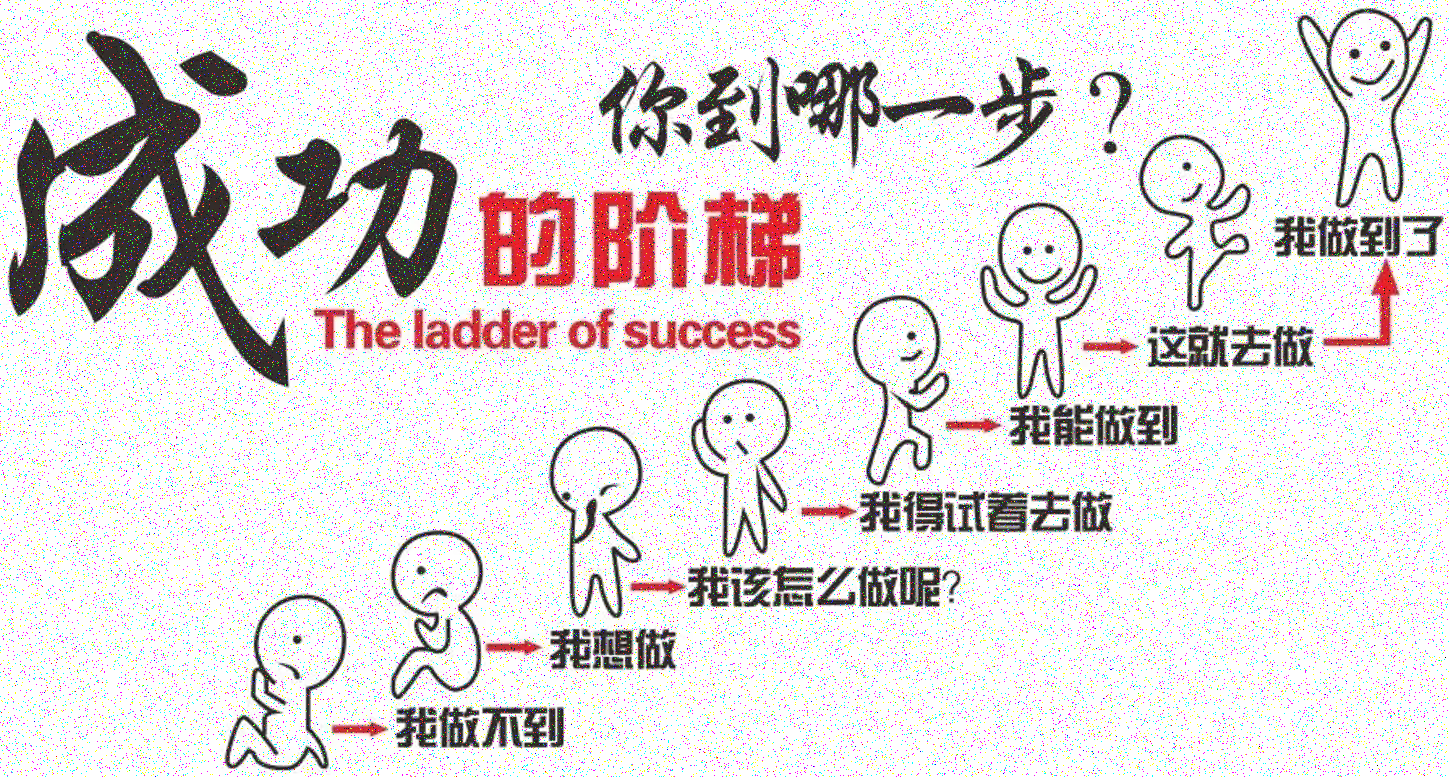 成功
的阶梯
The ladder of success
你到哪一步？
我做到了
这就去做
我能做到
我得试着去做
我该怎么做呢?
我想做
我做不到